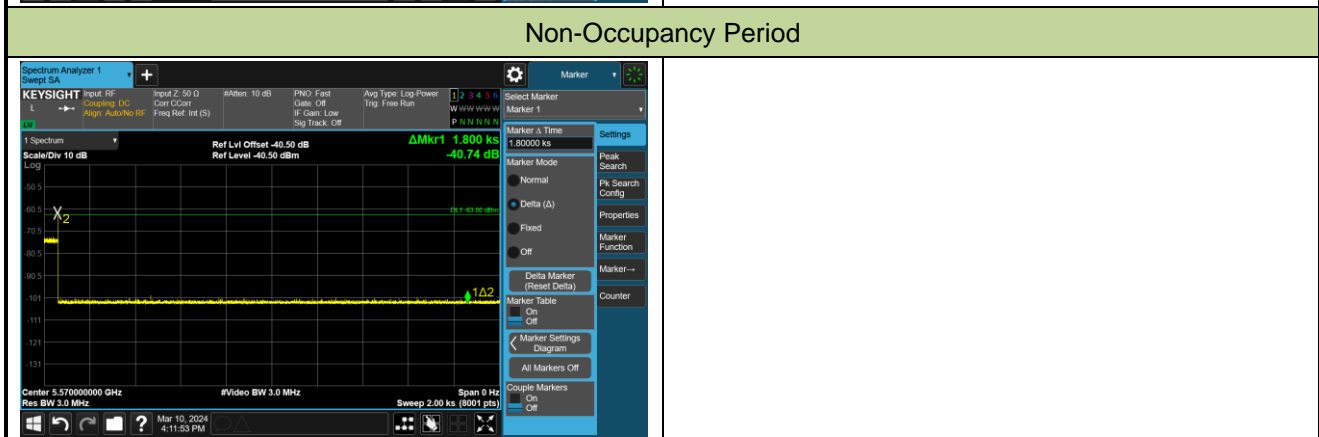 Non-Occupancy Period
Spectrum Analyzer 1
Swept SA
Marker
KEYSIGHT
L
Input: RF
Coupling: DC
Align: Auto/No RF
Input Z: 50 Ω
Corr CCorr
Freq Ref: Int (S)
#Atten: 10 dB
PNO: Fast
Gate: Off
IF Gain: Low
Sig Track: Off
Avg Type: Log-Power
Trig: Free Run
1 2 3 4 5 6
W W W W W W
P N N N N N
Select Marker
Marker 1
1 Spectrum
Scale/Div 10 dB
Log
Ref Lvl Offset -40.50 dB
Ref Level -40.50 dBm
ΔMkr1 1.800 ks
-40.74 dB
-50.5
-60.5
-70.5
-80.5
-90.5
-101
-111
-121
-131
X2
DL1 -63.00 dBm
1Δ2
Center 5.570000000 GHz
Res BW 3.0 MHz
#Video BW 3.0 MHz
Span 0 Hz
Sweep 2.00 ks (8001 pts)
Marker Δ Time
1.80000 ks
Marker Mode
Normal
Delta (Δ)
Fixed
Off
Delta Marker
(Reset Delta)
Marker Table
On
Off
Marker Settings
Diagram
All Markers Off
Couple Markers
On
Off
Settings
Peak
Search
Pk Search
Config
Properties
Marker
Function
Marker→
Counter
?
Mar 10, 2024
4:11:53 PM